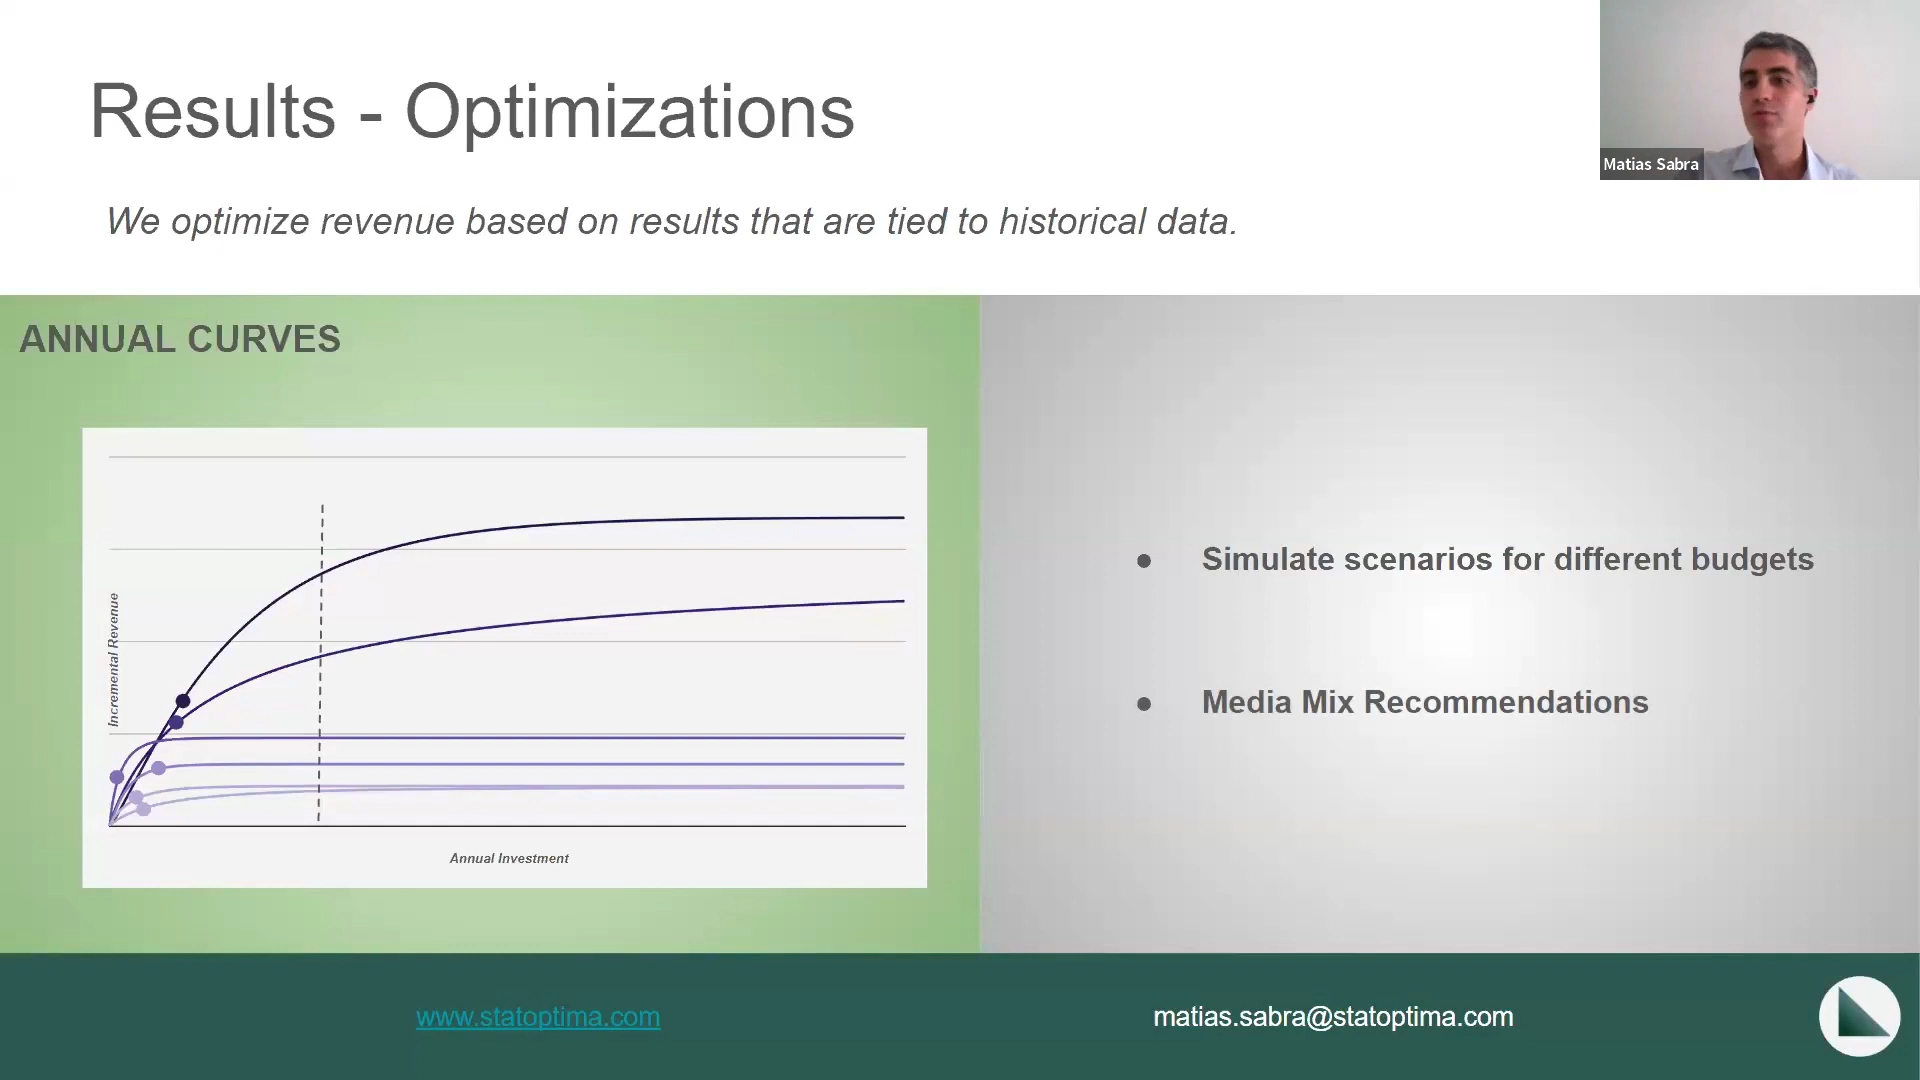 Results - Optimizations
Matias Sabra
We optimize revenue based on results that are tied to historical data.
ANNUAL CURVES
Incremental Revenue
Annual Investment
● Simulate scenarios for different budgets
● Media Mix Recommendations
www.statoptima.com
matias.sabra@statoptima.com